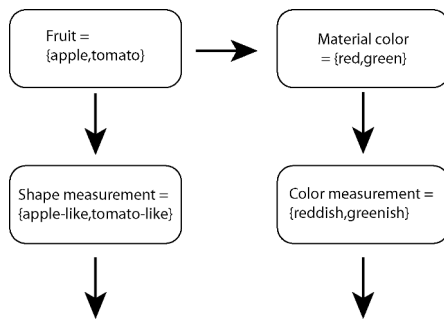 Fruit =
{apple,tomato}
Material color
= {red,green}
Shape measurement =
{apple-like,tomato-like}
Color measurement =
{reddish,greenish}